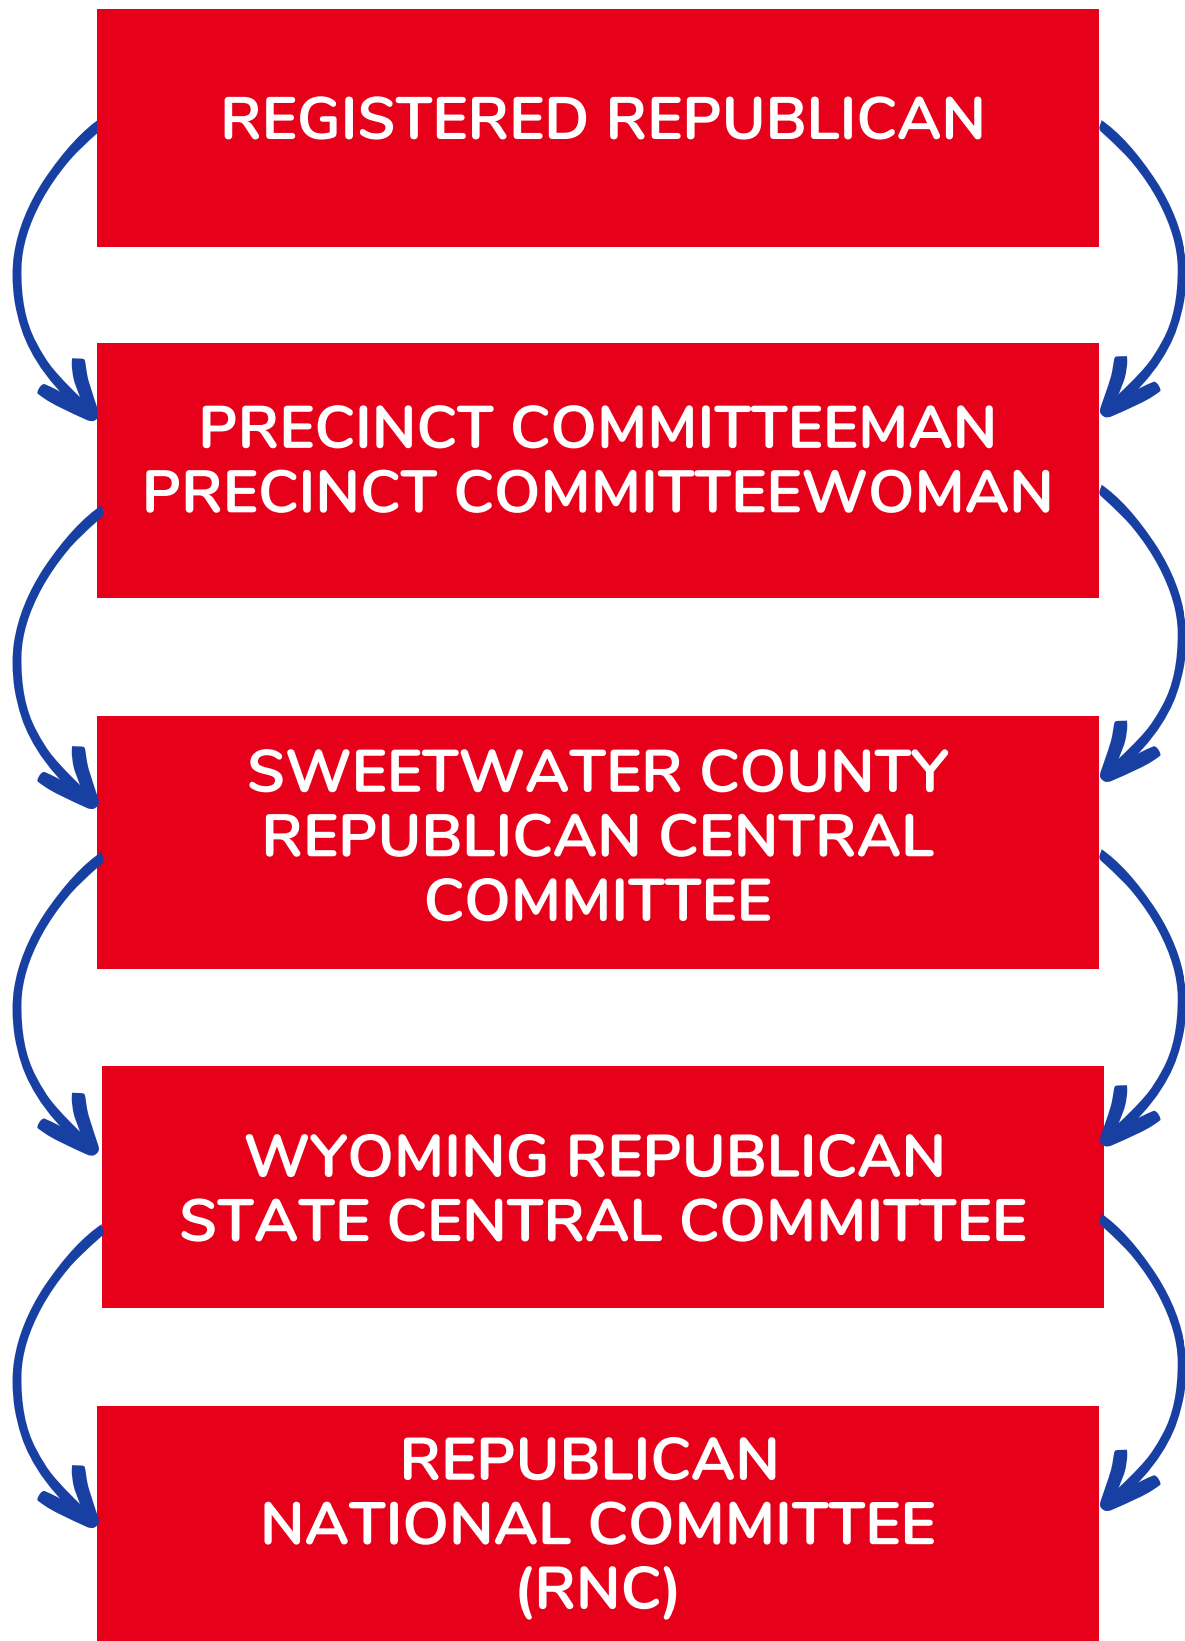 REGISTERED REPUBLICAN
PRECINCT COMMITTEEMAN
PRECINCT COMMITTEEWOMAN
SWEETWATER COUNTY
REPUBLICAN CENTRAL
COMMITTEE
WYOMING REPUBLICAN
STATE CENTRAL COMMITTEE
REPUBLICAN
NATIONAL COMMITTEE
(RNC)